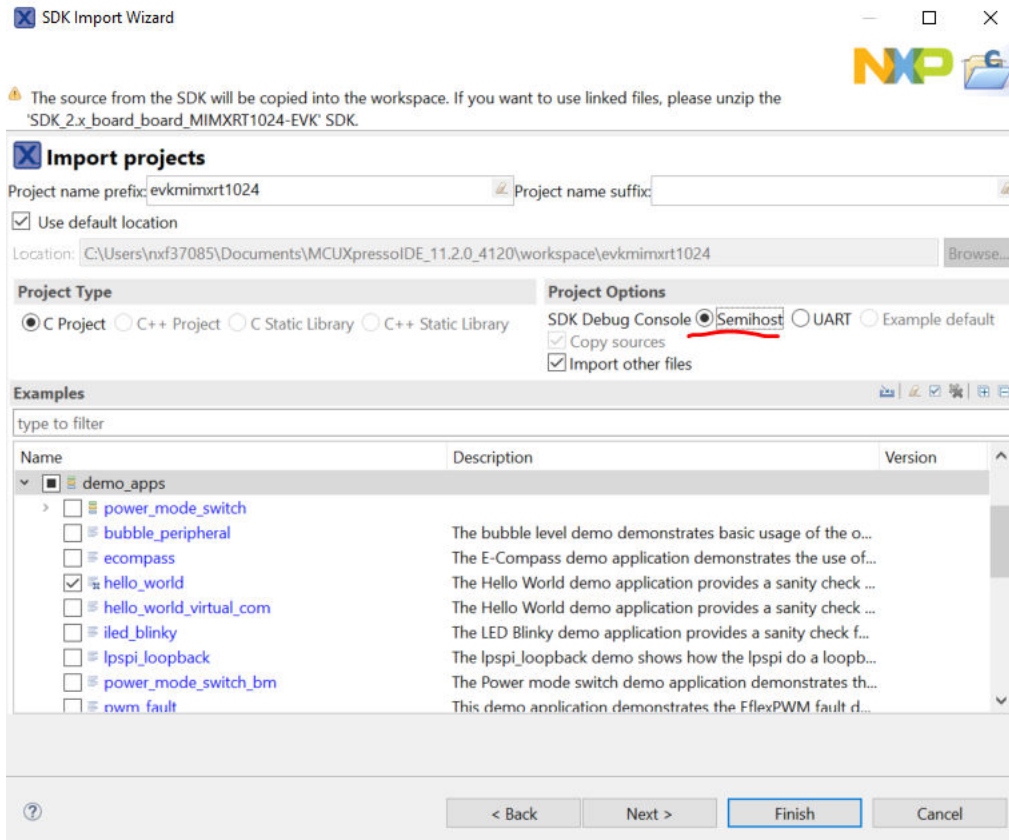 SDK Import Wizard
NXP
The source from the SDK will be copied into the workspace. If you want to use linked files, please unzip the
'SDK_2.x_board_board_MIMXRT1024-EVK' SDK.
Import projects
Project name prefix: evkmimxrt1024 Project name suffix:
Use default location
Location: C:\Users\nxf37085\Documents\MCUXpressoIDE_11.2.0_4120\workspace\evkmimxrt1024 Browse...
Project Type Project Options
C Project C++ Project C Static Library C++ Static Library SDK Debug Console Semihost UART Example default
Copy sources
Import other files
Examples
type to filter
Name Description Version
demo_apps
power_mode_switch
bubble_peripheral The bubble level demo demonstrates basic usage of the o...
ecompass The E-Compass demo application demonstrates the use of...
hello_world The Hello World demo application provides a sanity check ...
hello_world_virtual_com The Hello World demo application provides a sanity check ...
iled_blinky The LED Blinky demo application provides a sanity check f...
lpspi_loopback The lpspi_loopback demo shows how the lpspi do a loopb...
power_mode_switch_bm The Power mode switch demo application demonstrates th...
pwm_fault This demo application demonstrates the EflexPWM fault d...
< Back Next > Finish Cancel